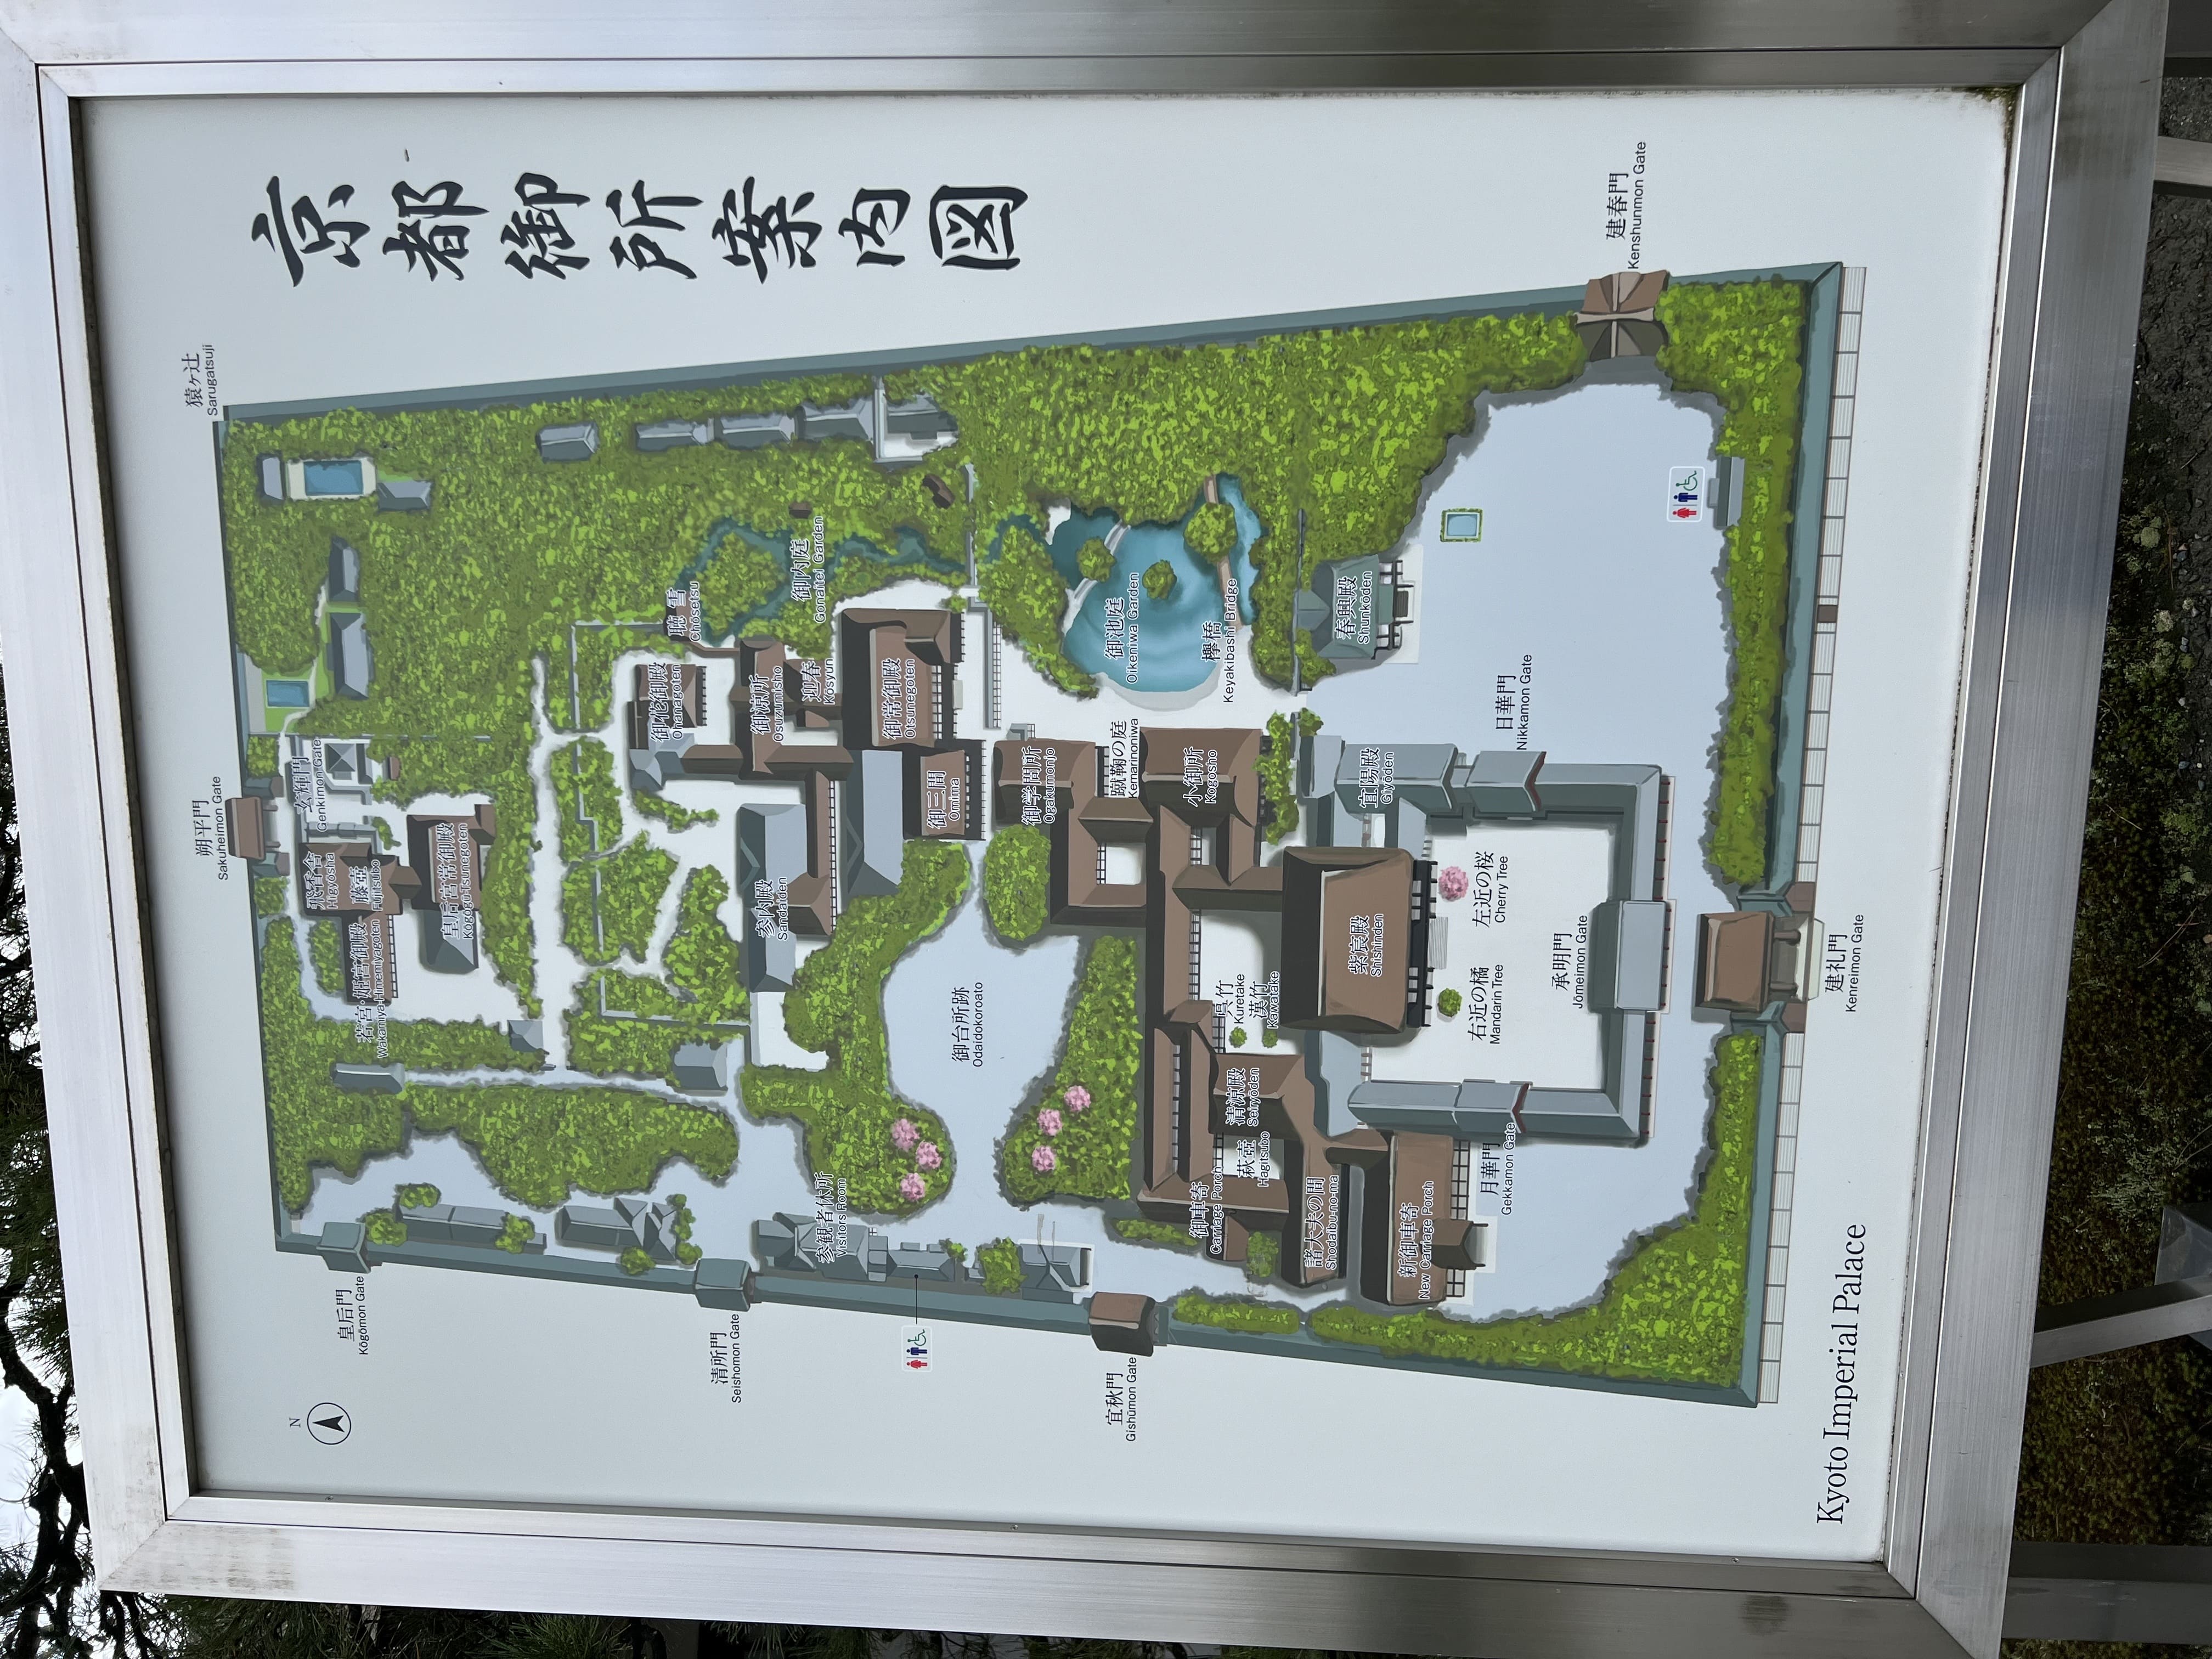 京都御所案内図
朔平門
Sakuheimon Gate
猿ヶ辻
Sarugatsuji
N
皇后門
Kōgōmon Gate
飛香舎
Higyōsha
玄輝門
Genkimon Gate
若宮・姫宮御殿
Wakamiya·Himemiyagoten
藤壺
Fujitsubo
皇后宮常御殿
Kōgōgū-Tsunegoten
御花御殿
Ohanagoten
聴雪
Chōsetsu
清所門
Seishomon Gate
参内殿
Sandaiden
御涼所
Osuzumisho
迎春
Kōsyun
御内庭
Gonaitei Garden
参観者休所
Visitors Room
御常御殿
Otsunegoten
御三間
Omima
御台所跡
Odaidokoroato
御学問所
Ogakumonjo
宜秋門
Gishūmon Gate
蹴鞠の庭
Kemarinoniwa
御池庭
Oikeniwa Garden
御車寄
Carriage Porch
小御所
Kogosho
欅橋
Keyakibashi Bridge
萩壺
Hagitsubo
清涼殿
Seiryōden
呉竹
Kuretake
漢竹
Kawatake
諸大夫の間
Shodaibu-no-ma
紫宸殿
Shishinden
宜陽殿
Giyōden
春興殿
Shunkōden
新御車寄
New Carriage Porch
月華門
Gekkamon Gate
右近の橘
Mandarin Tree
左近の桜
Cherry Tree
日華門
Nikkamon Gate
承明門
Jōmeimon Gate
建春門
Kenshunmon Gate
建礼門
Kenreimon Gate
Kyoto Imperial Palace